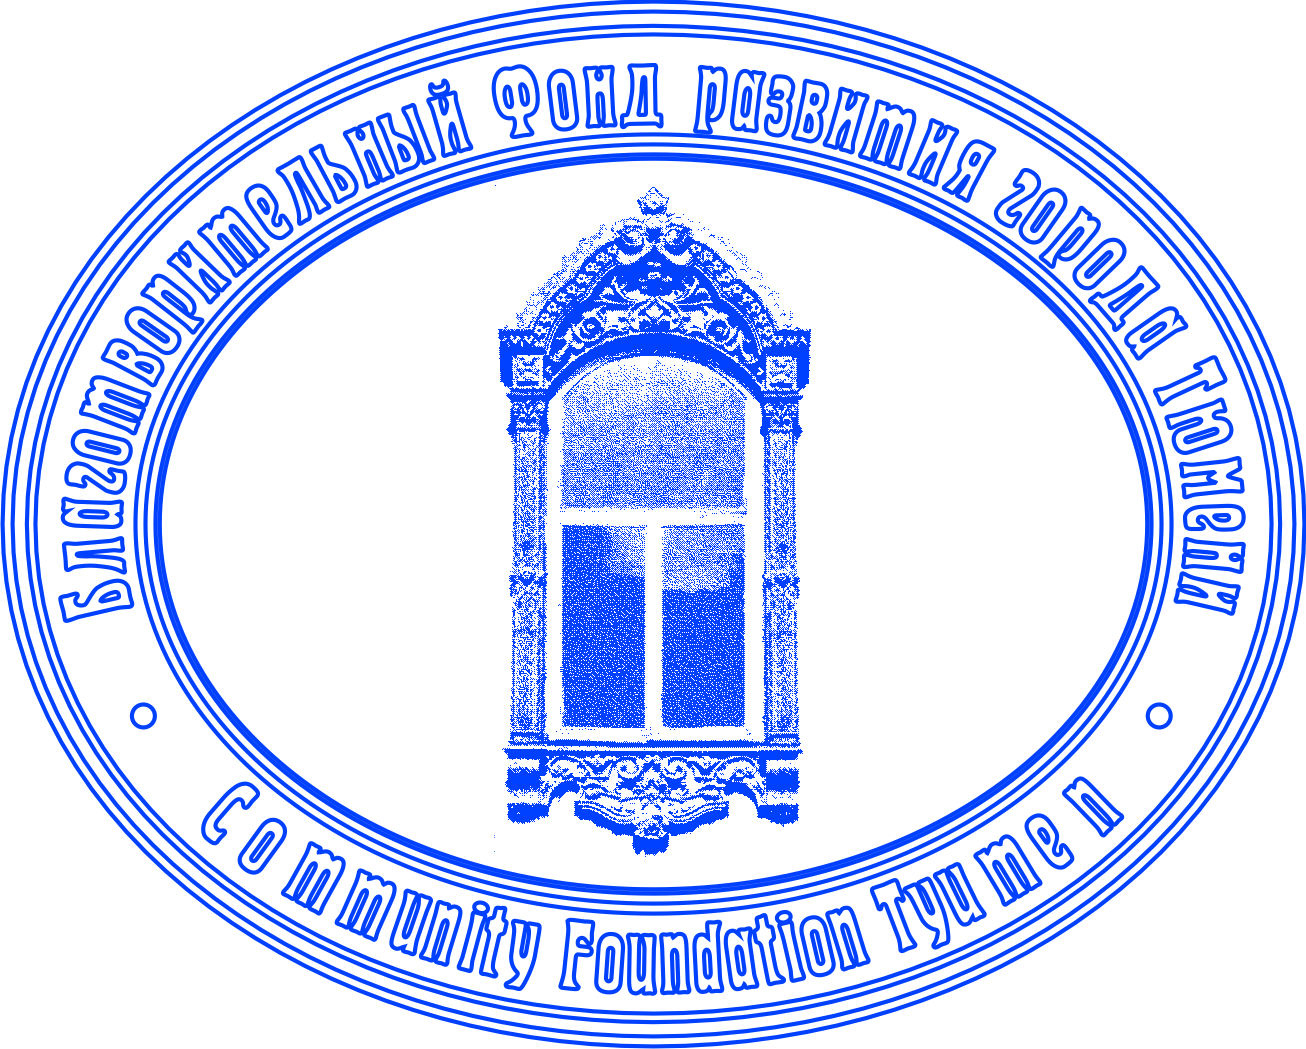 Благотворительный Фонд развития города Тюмени
Community Foundation Tyumen